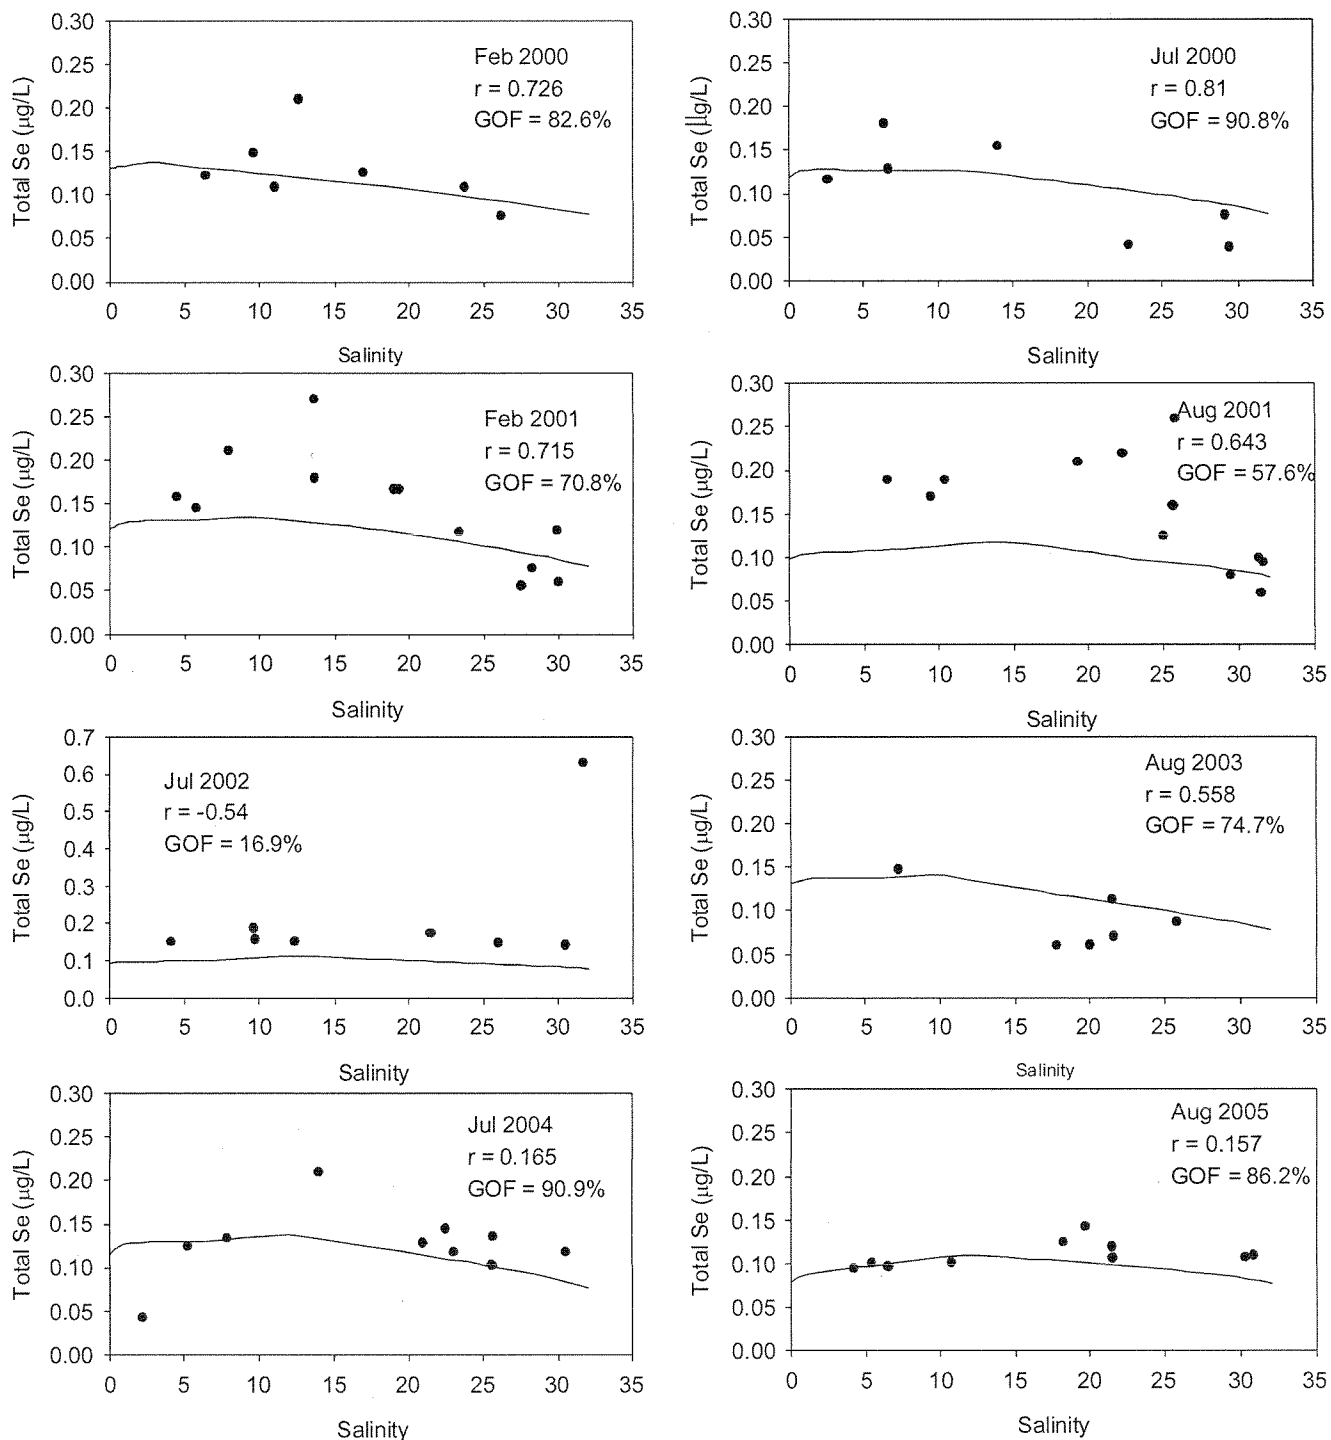 0.30
0.25
0.20
0.15
0.10
0.05
0.00
Total Se (µg/L)
Feb 2000
r = 0.726
GOF = 82.6%
0 5 10 15 20 25 30 35
Salinity
0.30
0.25
0.20
0.15
0.10
0.05
0.00
Total Se (µg/L)
Jul 2000
r = 0.81
GOF = 90.8%
0 5 10 15 20 25 30 35
Salinity
0.30
0.25
0.20
0.15
0.10
0.05
0.00
Total Se (µg/L)
Feb 2001
r = 0.715
GOF = 70.8%
0 5 10 15 20 25 30 35
Salinity
0.30
0.25
0.20
0.15
0.10
0.05
0.00
Total Se (µg/L)
Aug 2001
r = 0.643
GOF = 57.6%
0 5 10 15 20 25 30 35
Salinity
0.7
0.6
0.5
0.4
0.3
0.2
0.1
0.0
Total Se (µg/L)
Jul 2002
r = -0.54
GOF = 16.9%
0 5 10 15 20 25 30 35
Salinity
0.30
0.25
0.20
0.15
0.10
0.05
0.00
Total Se (µg/L)
Aug 2003
r = 0.558
GOF = 74.7%
0 5 10 15 20 25 30 35
Salinity
0.30
0.25
0.20
0.15
0.10
0.05
0.00
Total Se (µg/L)
Jul 2004
r = 0.165
GOF = 90.9%
0 5 10 15 20 25 30 35
Salinity
0.30
0.25
0.20
0.15
0.10
0.05
0.00
Total Se (µg/L)
Aug 2005
r = 0.157
GOF = 86.2%
0 5 10 15 20 25 30 35
Salinity